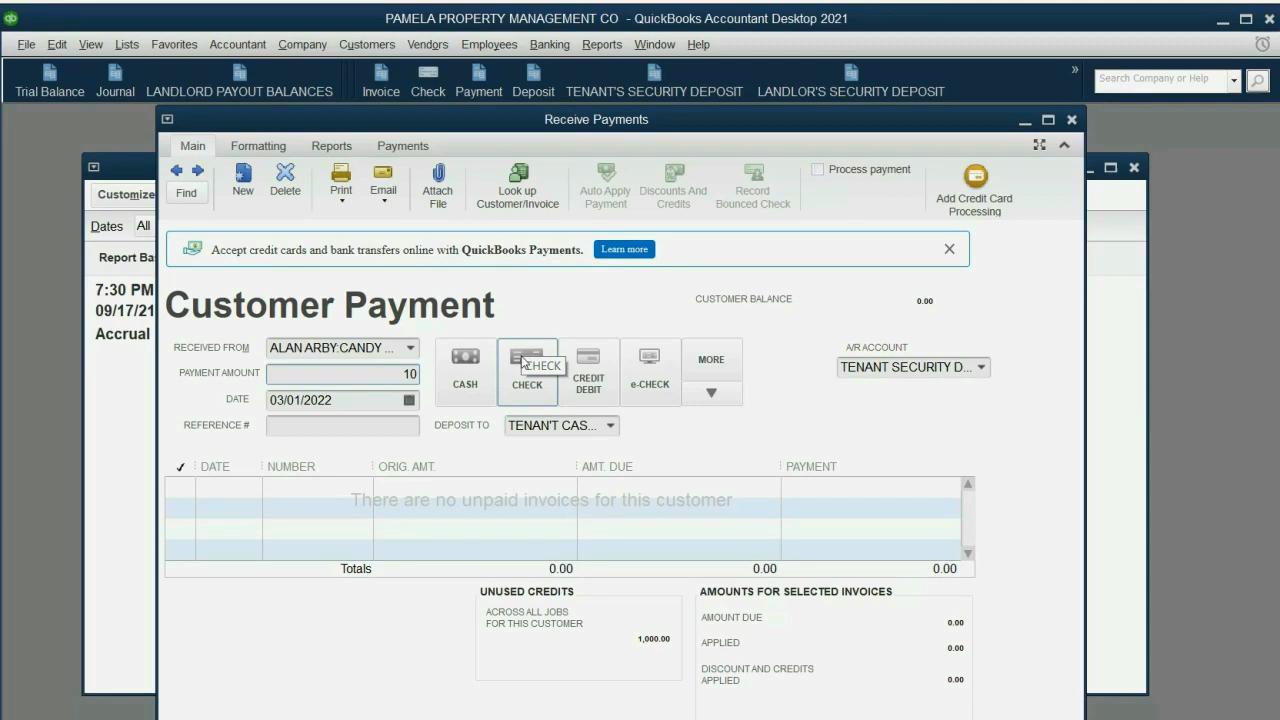 PAMELA PROPERTY MANAGEMENT CO - QuickBooks Accountant Desktop 2021
File Edit View Lists Favorites Accountant Company Customers Vendors Employees Banking Reports Window Help
Trial Balance Journal LANDLORD PAYOUT BALANCES Invoice Check Payment Deposit TENANT'S SECURITY DEPOSIT LANDLOR'S SECURITY DEPOSIT » Search Company or Help
Receive Payments
Main Formatting Reports Payments
Find New Delete Print Email Attach File Look up Customer/Invoice Auto Apply Payment Discounts And Credits Record Bounced Check Process payment Add Credit Card Processing
Customize
Dates All
Report Ba
7:30 PM
09/17/21
Accrual
Accept credit cards and bank transfers online with QuickBooks Payments. Learn more
Customer Payment
CUSTOMER BALANCE 0.00
RECEIVED FROM ALAN ARBY:CANDY ...
PAYMENT AMOUNT 10
DATE 03/01/2022
REFERENCE #
CASH CHECK CREDIT DEBIT e-CHECK MORE
CHECK
A/R ACCOUNT
TENANT SECURITY D...
DEPOSIT TO TENAN'T CAS...
DATE NUMBER ORIG. AMT. AMT. DUE PAYMENT
There are no unpaid invoices for this customer
Totals 0.00 0.00 0.00
UNUSED CREDITS
ACROSS ALL JOBS
FOR THIS CUSTOMER
1,000.00
AMOUNTS FOR SELECTED INVOICES
AMOUNT DUE 0.00
APPLIED 0.00
DISCOUNT AND CREDITS
APPLIED 0.00